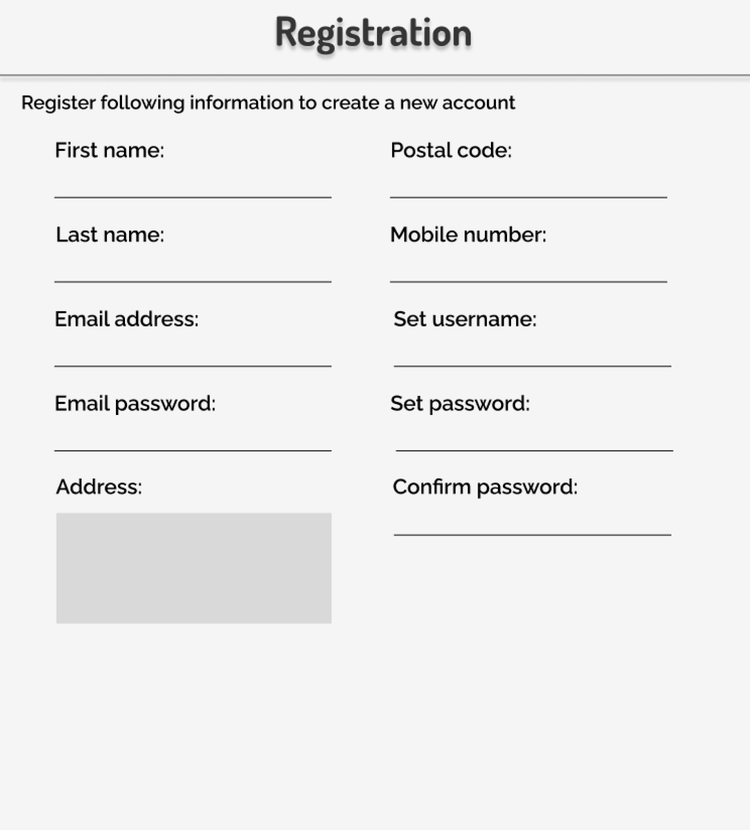 Registration
Register following information to create a new account
First name:
Last name:
Email address:
Email password:
Address:
Postal code:
Mobile number:
Set username:
Set password:
Confirm password: